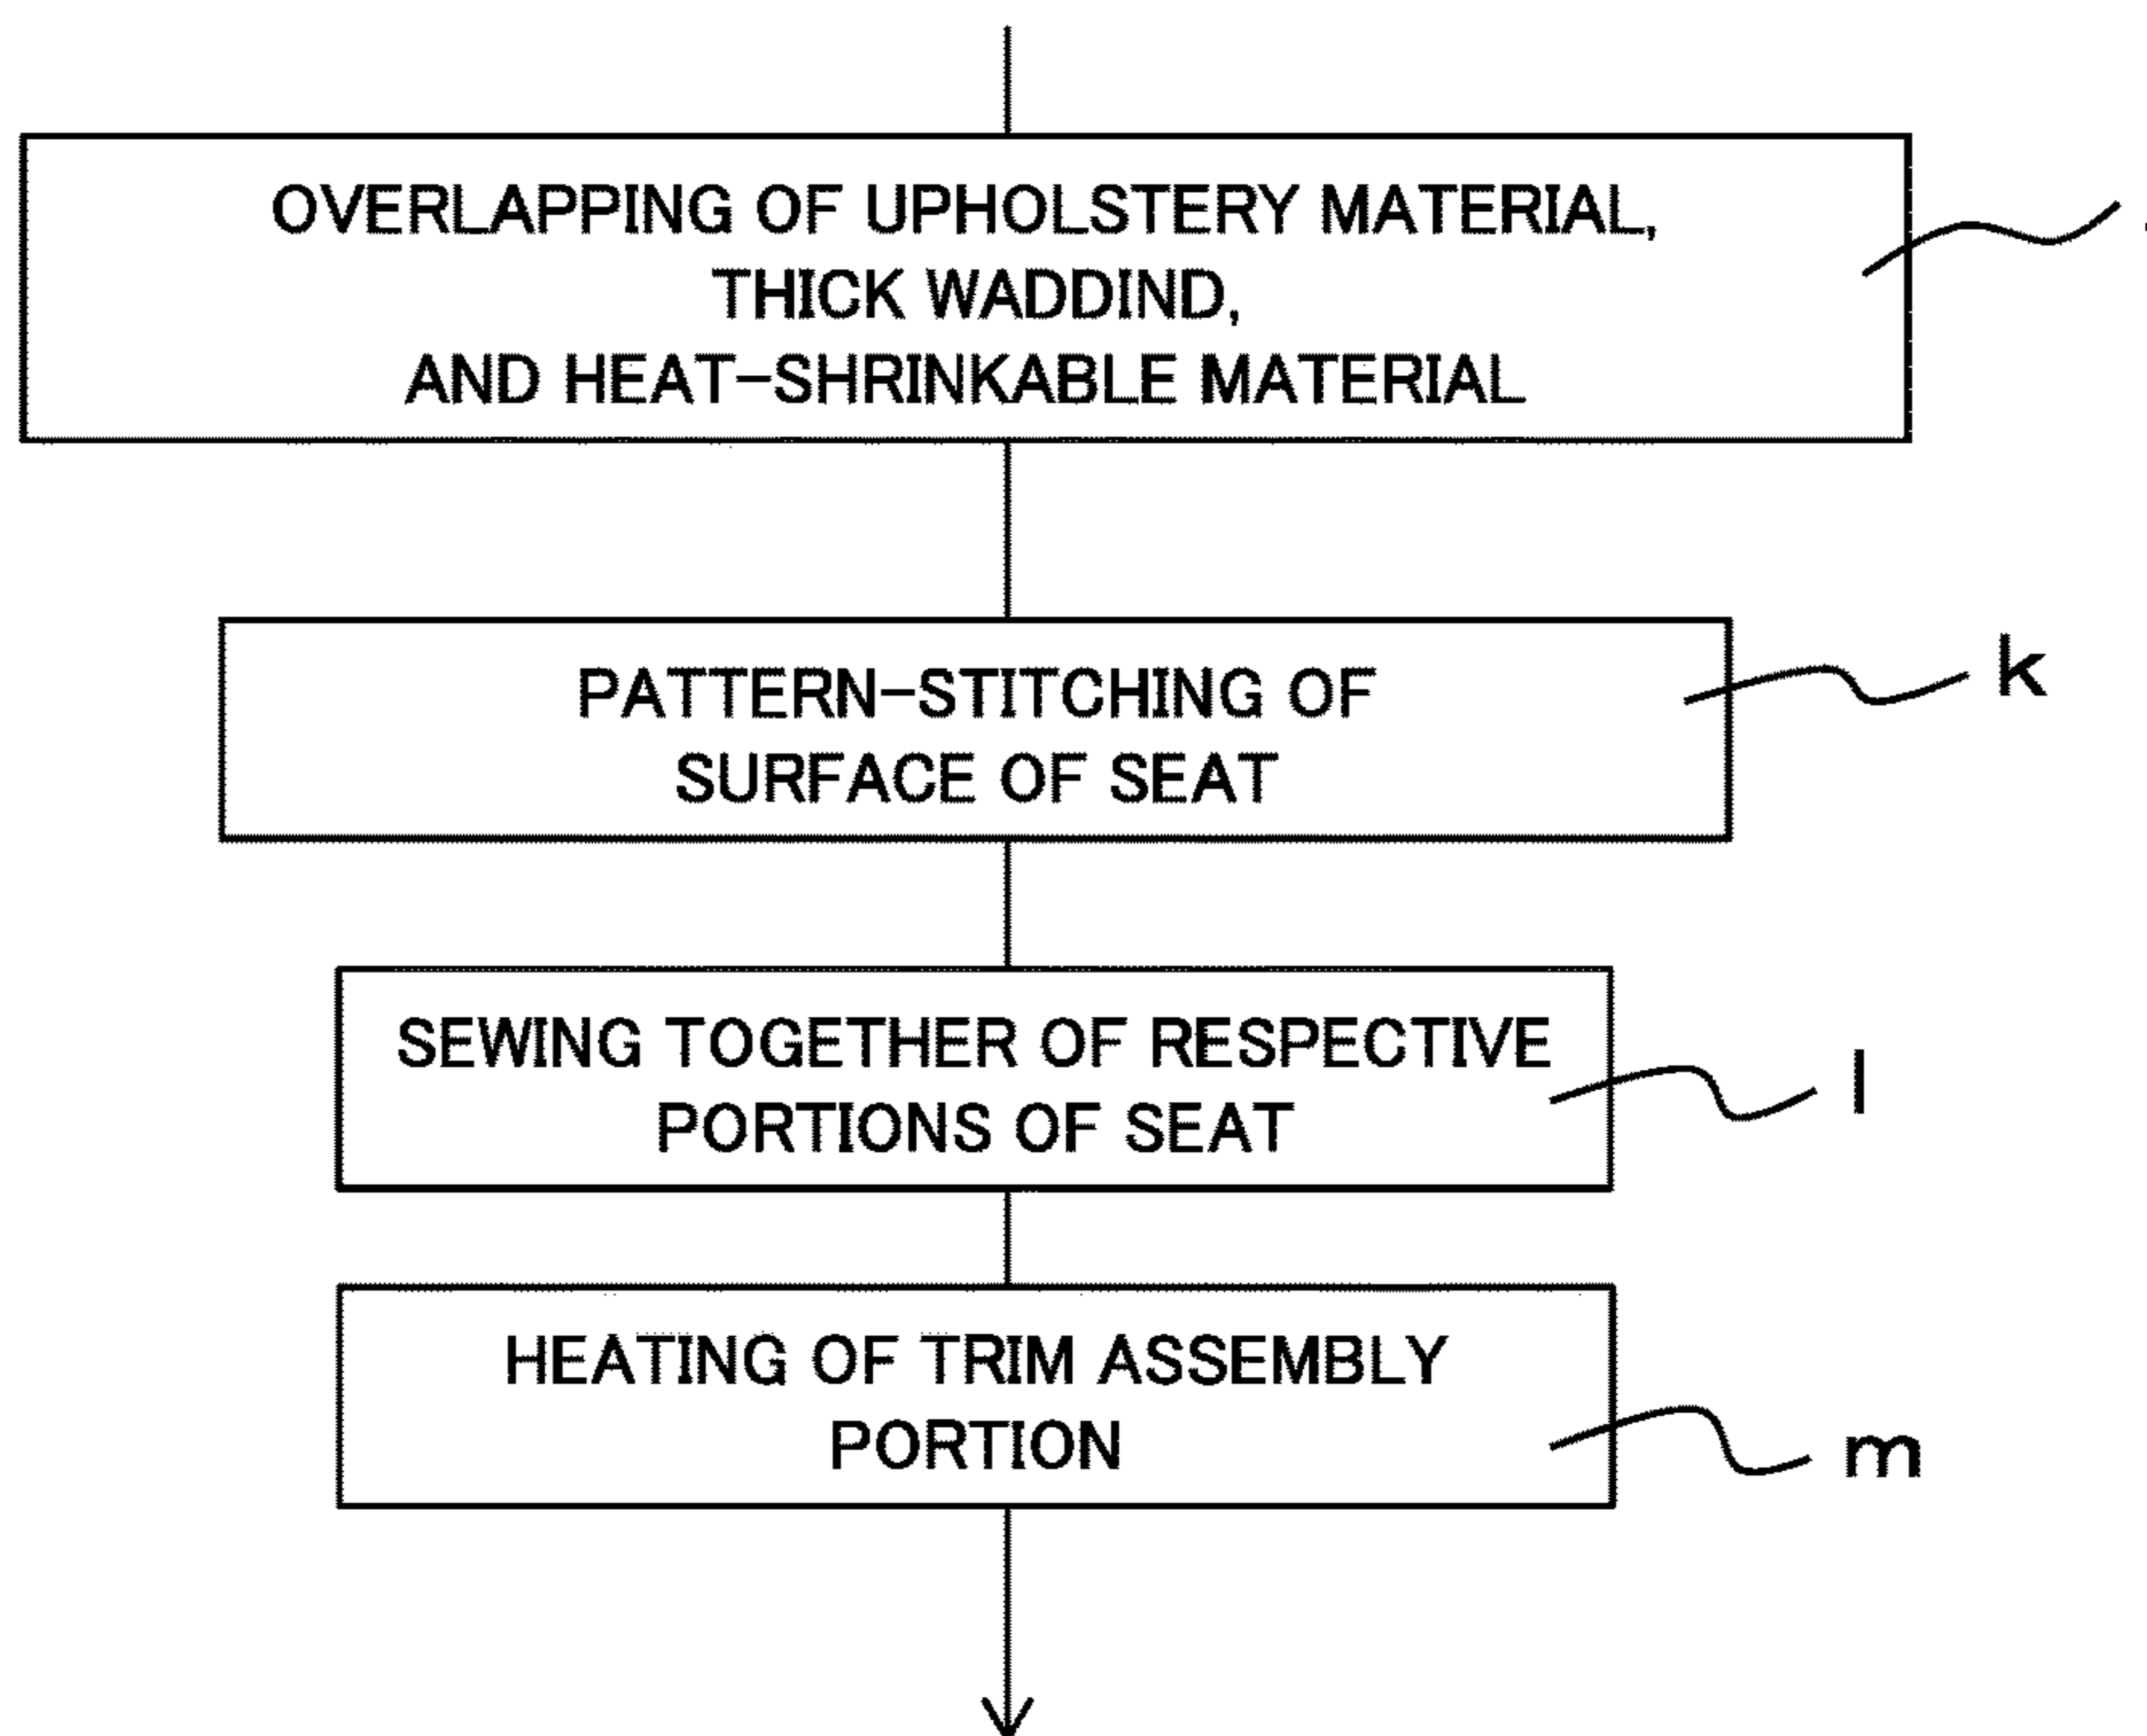 OVERLAPPING OF UPHOLSTERY MATERIAL,
THICK WADDIND,
AND HEAT-SHRINKABLE MATERIAL
PATTERN-STITCHING OF
SURFACE OF SEAT
k
SEWING TOGETHER OF RESPECTIVE
PORTIONS OF SEAT
l
HEATING OF TRIM ASSEMBLY
PORTION
m